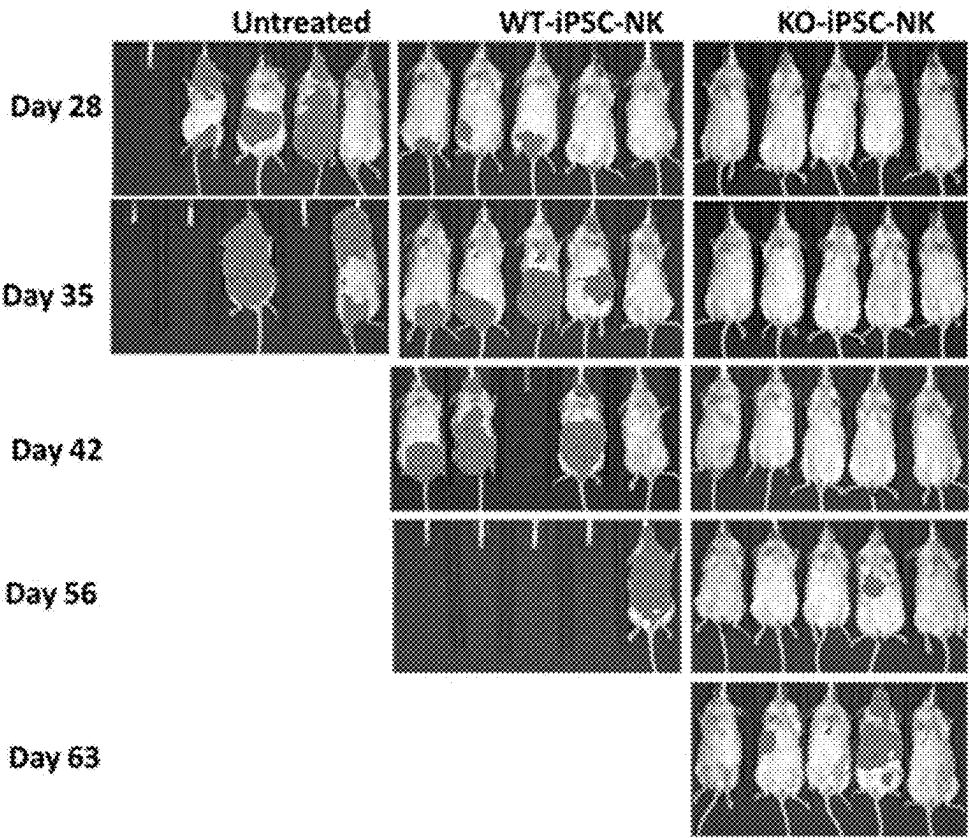 Untreated WT-iPSC-NK KO-iPSC-NK
Day 28
Day 35
Day 42
Day 56
Day 63